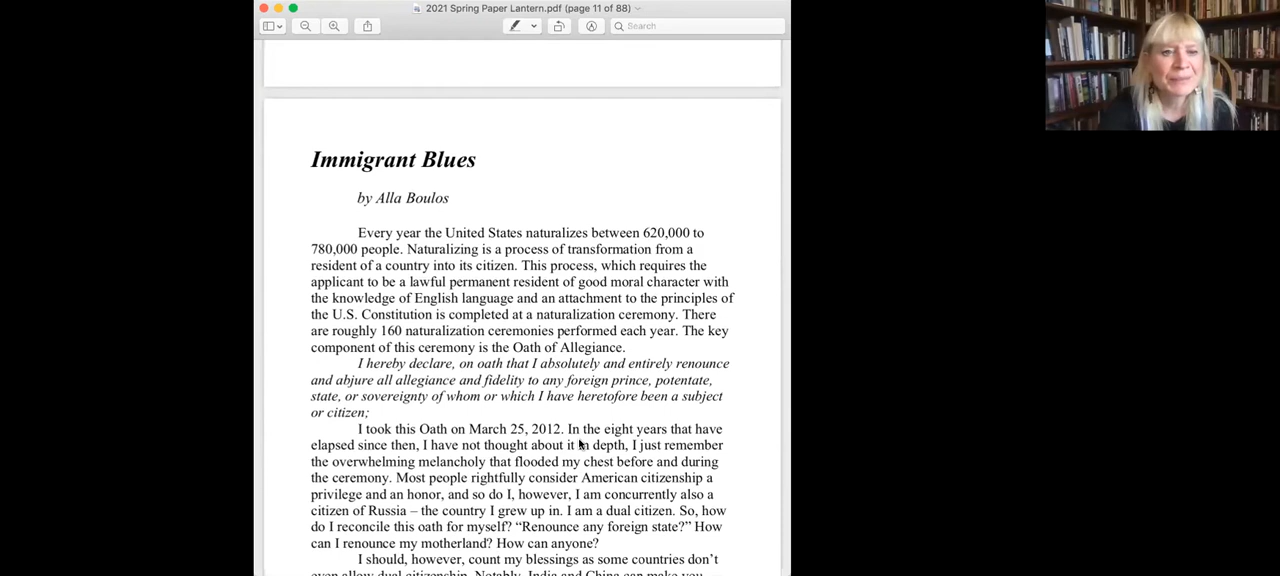 2021 Spring Paper Lantern.pdf (page 11 of 88)
Search
Immigrant Blues
by Alla Boulos
Every year the United States naturalizes between 620,000 to
780,000 people. Naturalizing is a process of transformation from a
resident of a country into its citizen. This process, which requires the
applicant to be a lawful permanent resident of good moral character with
the knowledge of English language and an attachment to the principles of
the U.S. Constitution is completed at a naturalization ceremony. There
are roughly 160 naturalization ceremonies performed each year. The key
component of this ceremony is the Oath of Allegiance.
I hereby declare, on oath that I absolutely and entirely renounce
and abjure all allegiance and fidelity to any foreign prince, potentate,
state, or sovereignty of whom or which I have heretofore been a subject
or citizen;
I took this Oath on March 25, 2012. In the eight years that have
elapsed since then, I have not thought about it in depth, I just remember
the overwhelming melancholy that flooded my chest before and during
the ceremony. Most people rightfully consider American citizenship a
privilege and an honor, and so do I, however, I am concurrently also a
citizen of Russia – the country I grew up in. I am a dual citizen. So, how
do I reconcile this oath for myself? “Renounce any foreign state?” How
can I renounce my motherland? How can anyone?
I should, however, count my blessings as some countries don’t
even allow dual citizenship. Notably, India and China can make you